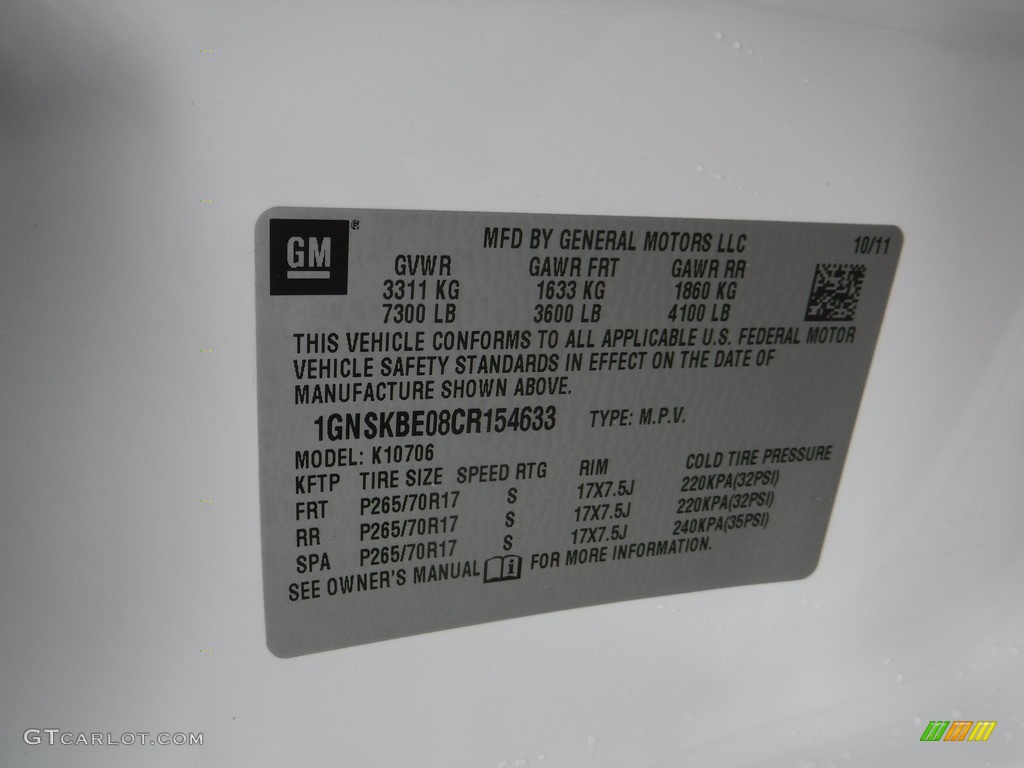 GM ®
MFD BY GENERAL MOTORS LLC 10/11
GVWR GAWR FRT GAWR RR
3311 KG 1633 KG 1860 KG
7300 LB 3600 LB 4100 LB
THIS VEHICLE CONFORMS TO ALL APPLICABLE U.S. FEDERAL MOTOR
VEHICLE SAFETY STANDARDS IN EFFECT ON THE DATE OF
MANUFACTURE SHOWN ABOVE.
1GNSKBE08CR154633 TYPE: M.P.V.
MODEL: K10706
KFTP TIRE SIZE SPEED RTG RIM COLD TIRE PRESSURE
FRT P265/70R17 S 17X7.5J 220KPA(32PSI)
RR P265/70R17 S 17X7.5J 220KPA(32PSI)
SPA P265/70R17 S 17X7.5J 240KPA(35PSI)
SEE OWNER'S MANUAL i FOR MORE INFORMATION.
GTCARLOT.COM